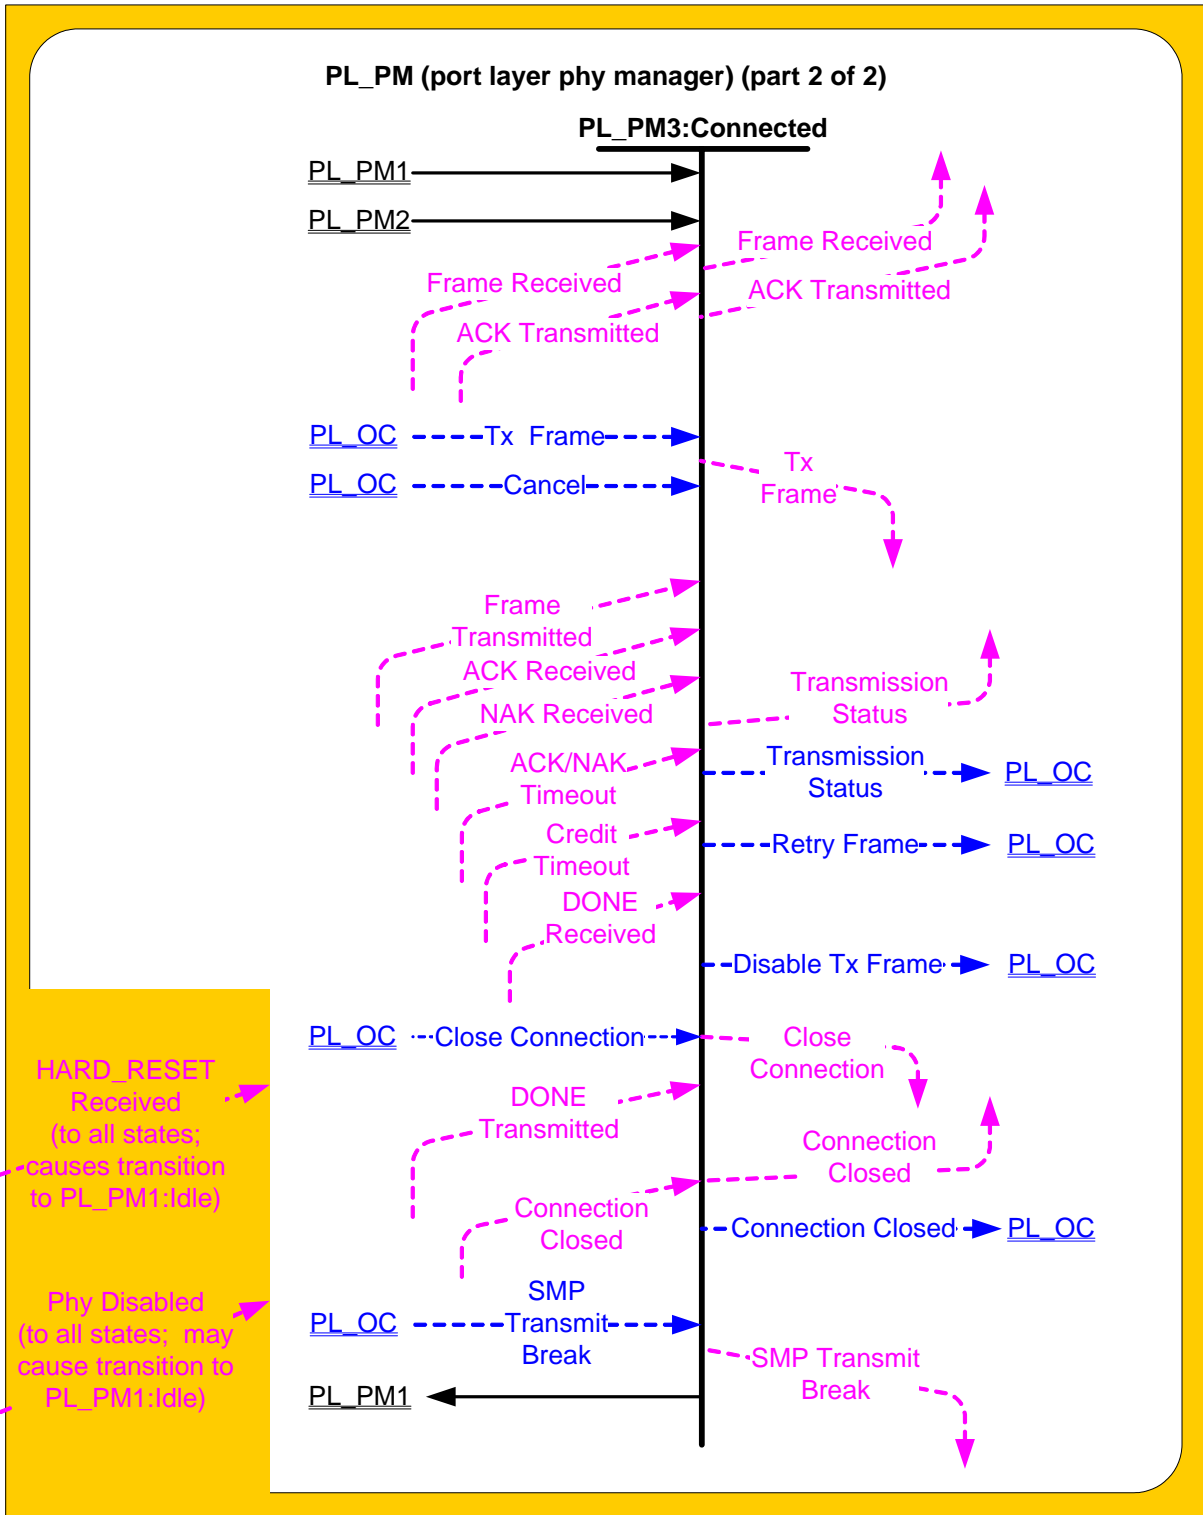 PL_PM (port layer phy manager) (part 2 of 2)
PL_PM3:Connected
PL_PM1
PL_PM2
Frame Received
Frame Received
ACK Transmitted
ACK Transmitted
PL_OC
Tx Frame
Tx
Frame
PL_OC
Cancel
Frame
Transmitted
ACK Received
NAK Received
Transmission
Status
ACK/NAK
Timeout
Transmission
Status
PL_OC
Credit
Timeout
Retry Frame
PL_OC
DONE
Received
Disable Tx Frame
PL_OC
PL_OC
Close Connection
Close
Connection
HARD_RESET
Received
(to all states;
causes transition
to PL_PM1:Idle)
DONE
Transmitted
Connection
Closed
Connection
Closed
Connection Closed
PL_OC
Phy Disabled
(to all states; may
cause transition to
PL_PM1:Idle)
PL_OC
SMP
Transmit
Break
SMP Transmit
Break
PL_PM1